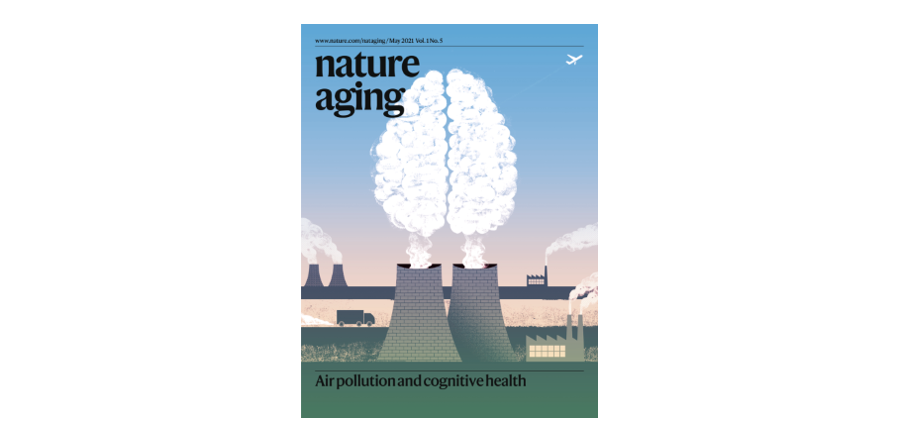 www.nature.com/nataging / May 2021 Vol. 1 No. 5
nature
aging
Air pollution and cognitive health